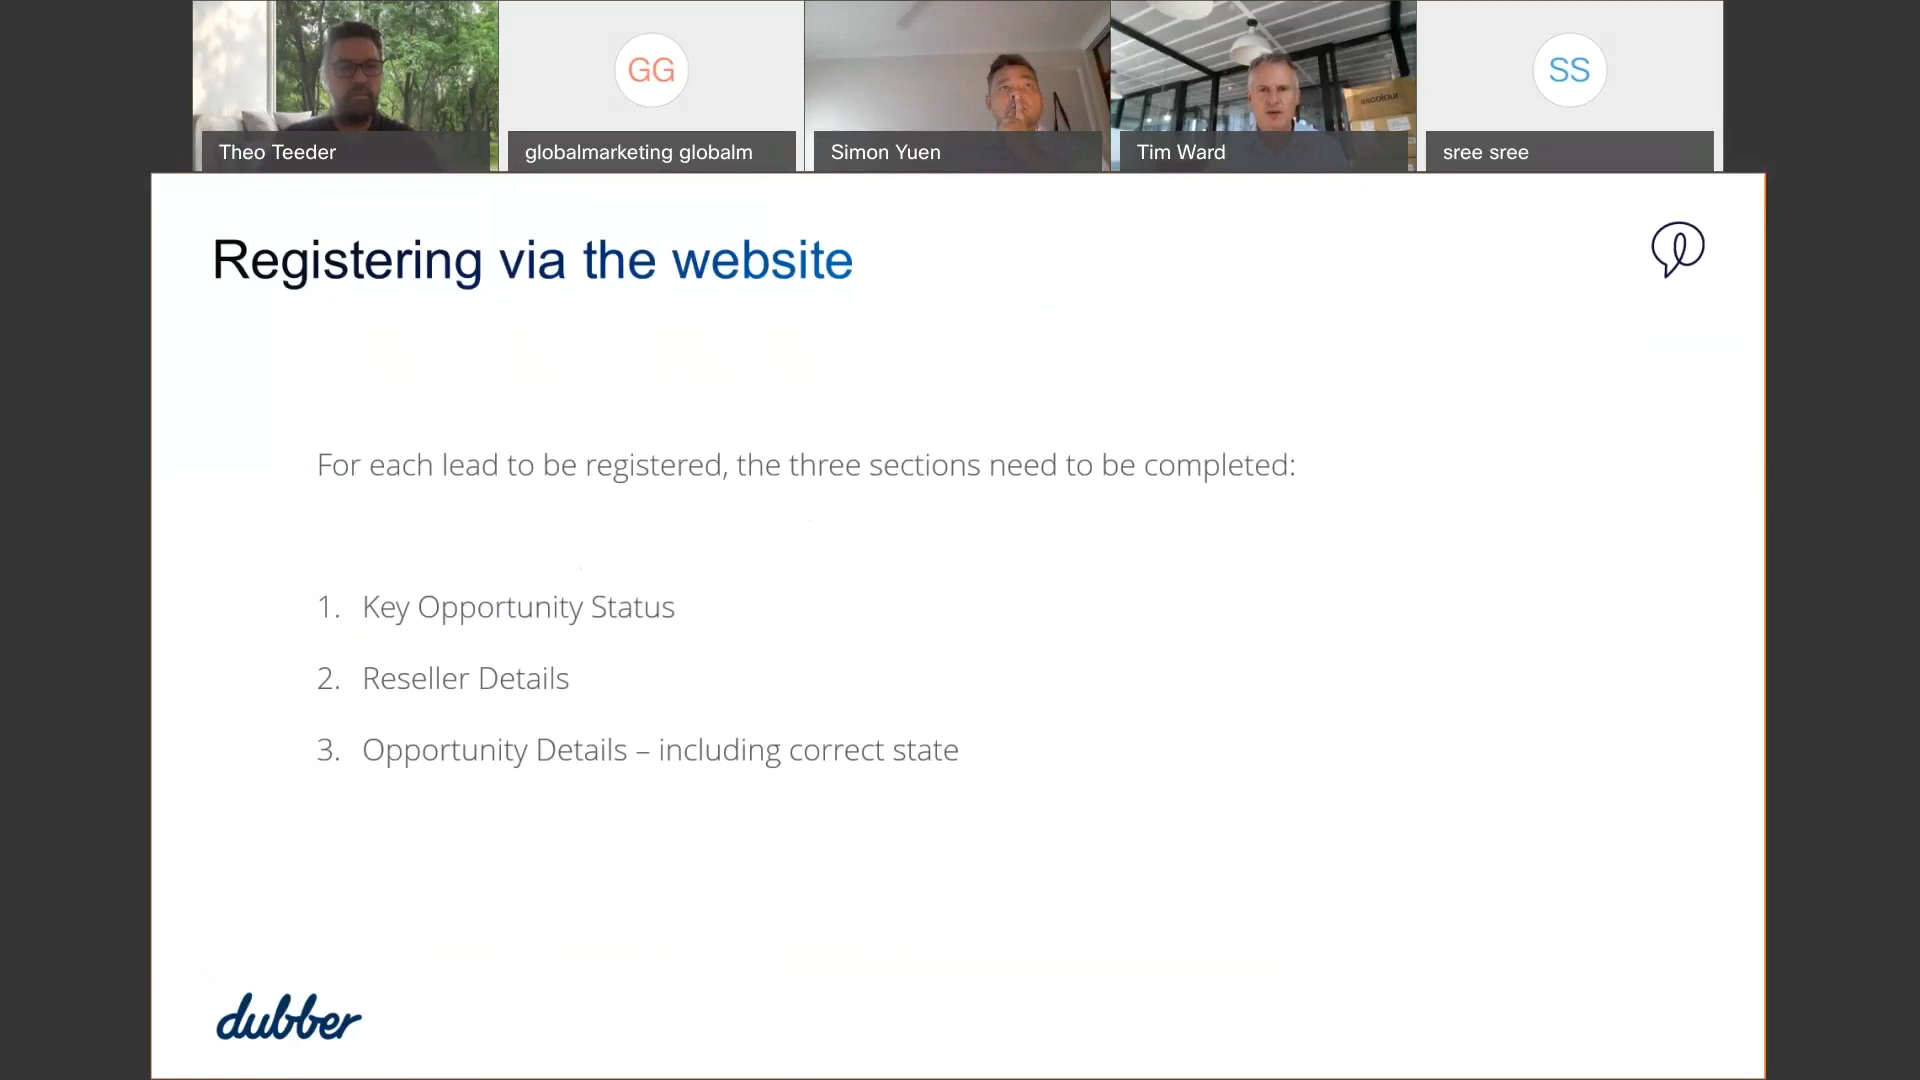 GG
SS
Theo Teeder
globalmarketing globalm
Simon Yuen
Tim Ward
sree sree
Registering via the website
For each lead to be registered, the three sections need to be completed:
1. Key Opportunity Status
2. Reseller Details
3. Opportunity Details – including correct state
dubber